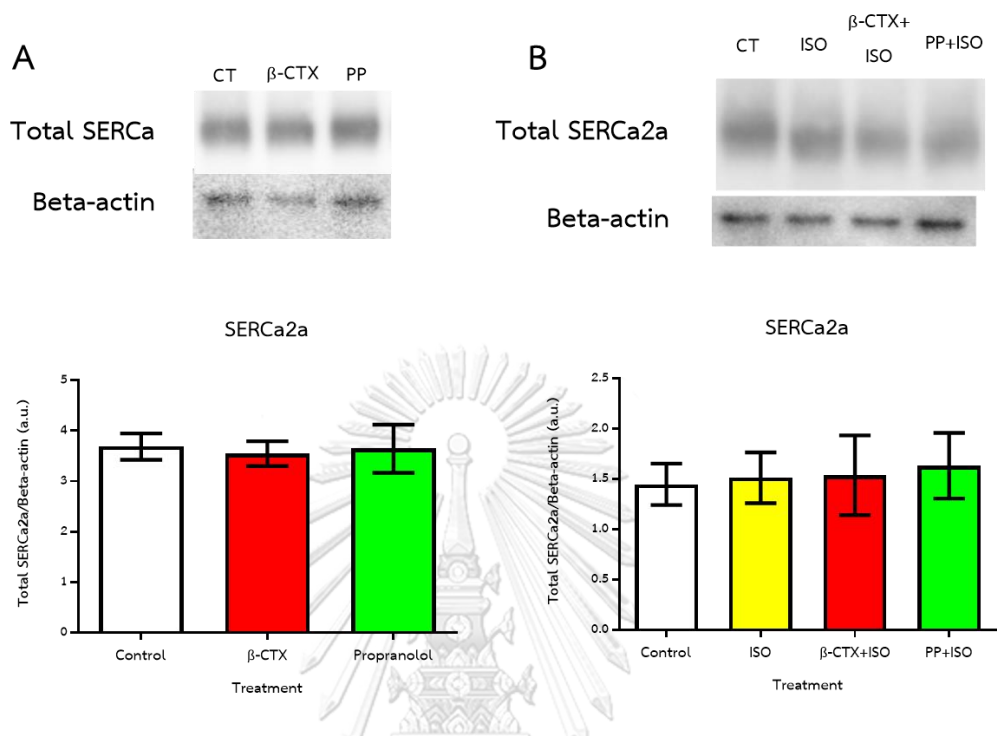 A
CT β-CTX PP
Total SERCa
Beta-actin
B
CT ISO β-CTX+ISO PP+ISO
Total SERCa2a
Beta-actin
SERCa2a
Total SERCa2a/Beta-actin (a.u.)
5
4
3
2
1
0
Control β-CTX Propranolol
Treatment
SERCa2a
Total SERCa2a/Beta-actin (a.u.)
2.5
2.0
1.5
1.0
0.5
0.0
Control ISO β-CTX+ISO PP+ISO
Treatment